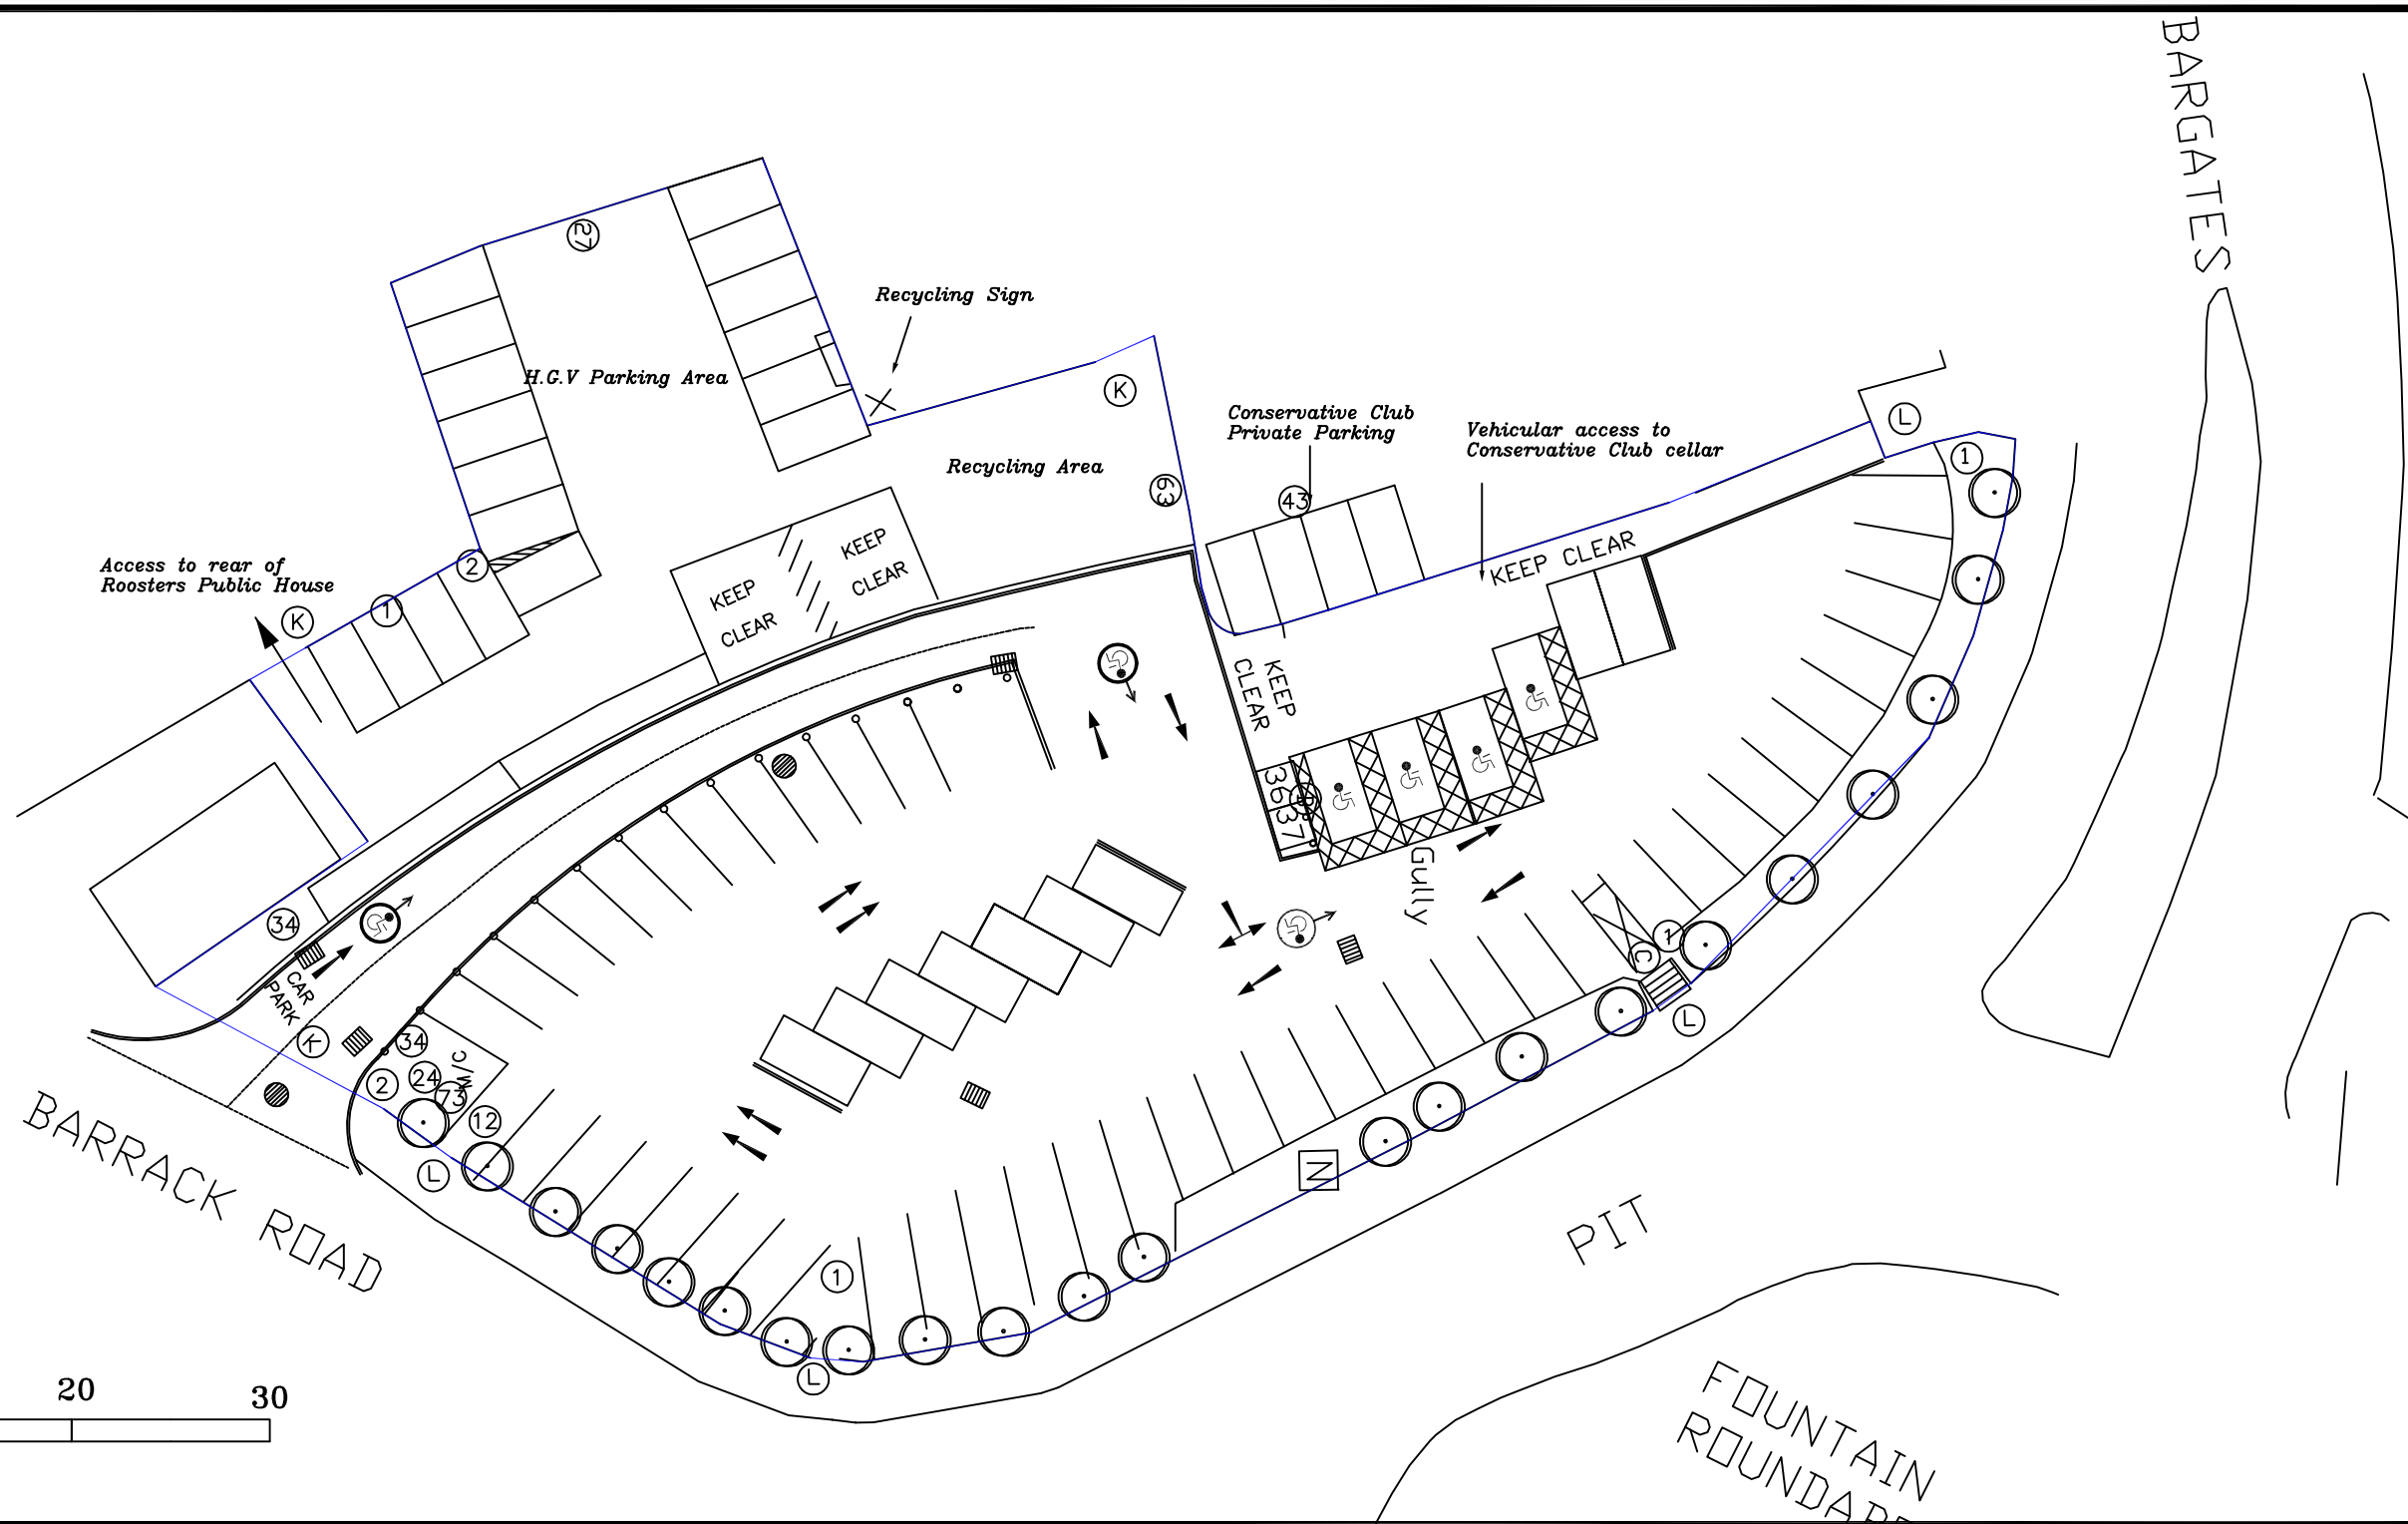 BARGATES
27
Recycling Sign
H.G.V Parking Area
K
Conservative Club
Private Parking
Vehicular access to
Conservative Club cellar
L
1
Recycling Area
63
43
KEEP CLEAR
KEEP
CLEAR
KEEP
CLEAR
Access to rear of
Roosters Public House
2
1
K
KEEP
CLEAR
36
37
Gully
34
CAR
PARK
K
34
2
24
W/C
73
12
L
1
C
L
N
1
L
BARRACK ROAD
PIT
20
30
FOUNTAIN